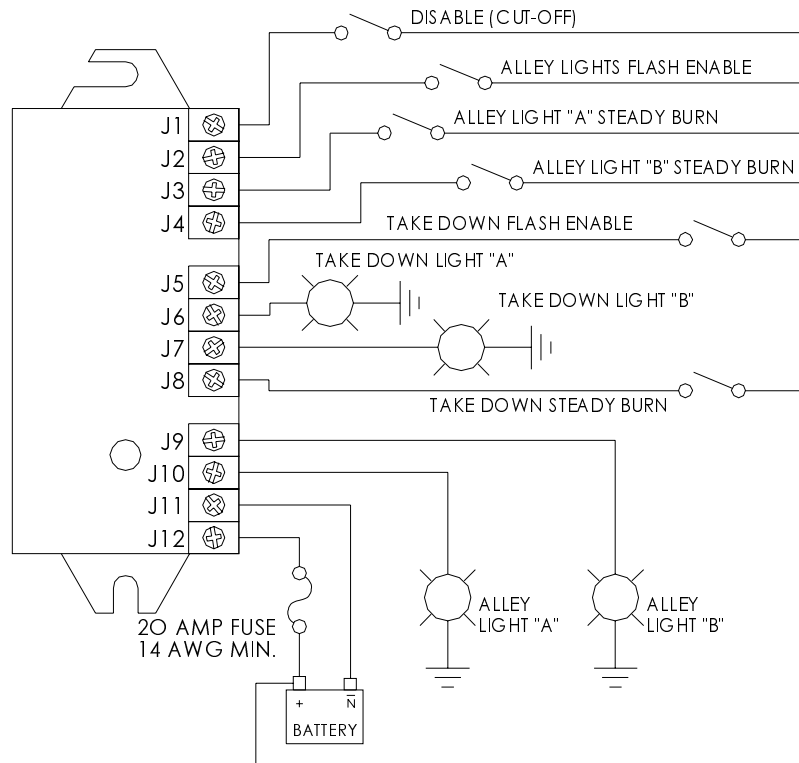 DISABLE (CUT-OFF)
ALLEY LIGHTS FLASH ENABLE
J1
ALLEY LIGHT "A" STEADY BURN
J2
ALLEY LIGHT "B" STEADY BURN
J3
J4
TAKE DOWN FLASH ENABLE
TAKE DOWN LIGHT "A"
J5
TAKE DOWN LIGHT "B"
J6
J7
J8
TAKE DOWN STEADY BURN
J9
J10
J11
J12
ALLEY
LIGHT "A"
ALLEY
LIGHT "B"
20 AMP FUSE
14 AWG MIN.
+
N
BATTERY